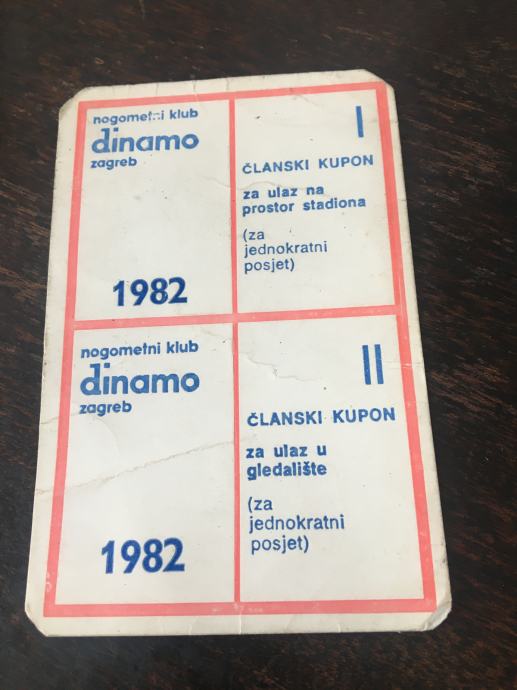 nogometni klub
dinamo
zagreb
1982
I
ČLANSKI KUPON
za ulaz na
prostor stadiona
(za
jednokratni
posjet)
nogometni klub
dinamo
zagreb
1982
II
ČLANSKI KUPON
za ulaz u
gledalište
(za
jednokratni
posjet)